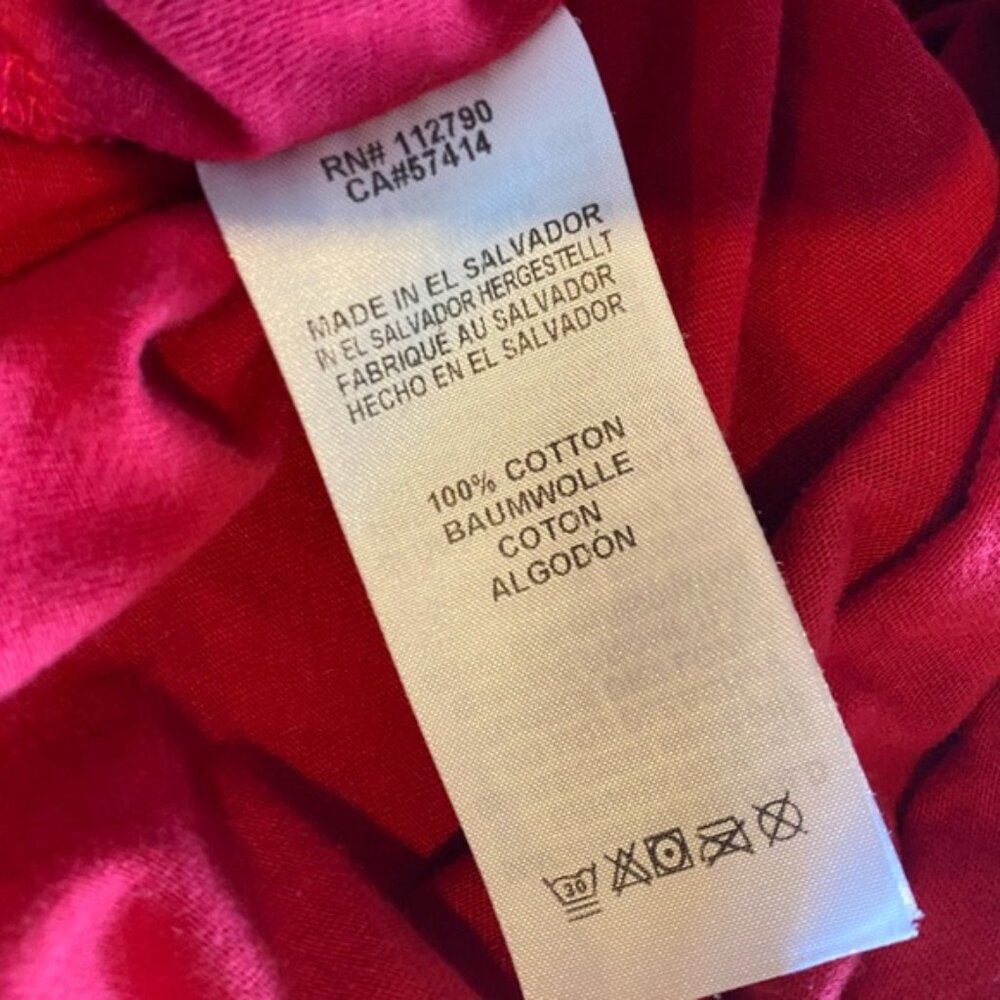 RN# 112790
CA#57414
MADE IN EL SALVADOR
IN EL SALVADOR HERGESTELLT
FABRIQUÉ AU SALVADOR
HECHO EN EL SALVADOR
100% COTTON
BAUMWOLLE
COTON
ALGODÓN
30